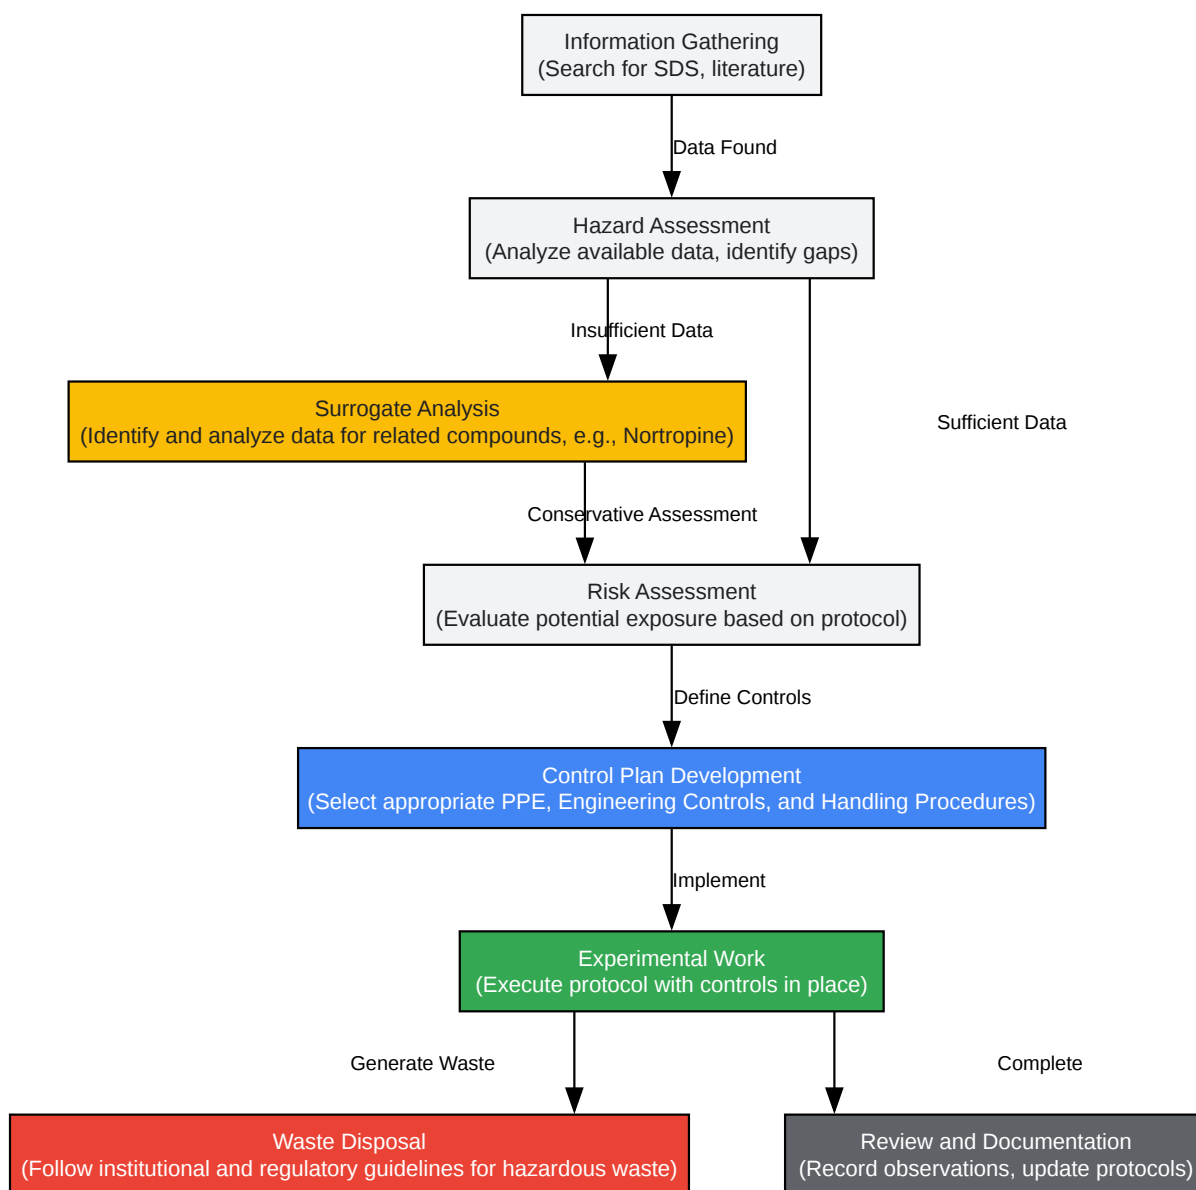 Information Gathering
(Search for SDS, literature)
Data Found
Hazard Assessment
(Analyze available data, identify gaps)
Insufficient Data
Surrogate Analysis
(Identify and analyze data for related compounds, e.g., Nortropine)
Sufficient Data
Conservative Assessment
Risk Assessment
(Evaluate potential exposure based on protocol)
Define Controls
Control Plan Development
(Select appropriate PPE, Engineering Controls, and Handling Procedures)
Implement
Experimental Work
(Execute protocol with controls in place)
Generate Waste
Complete
Waste Disposal
(Follow institutional and regulatory guidelines for hazardous waste)
Review and Documentation
(Record observations, update protocols)